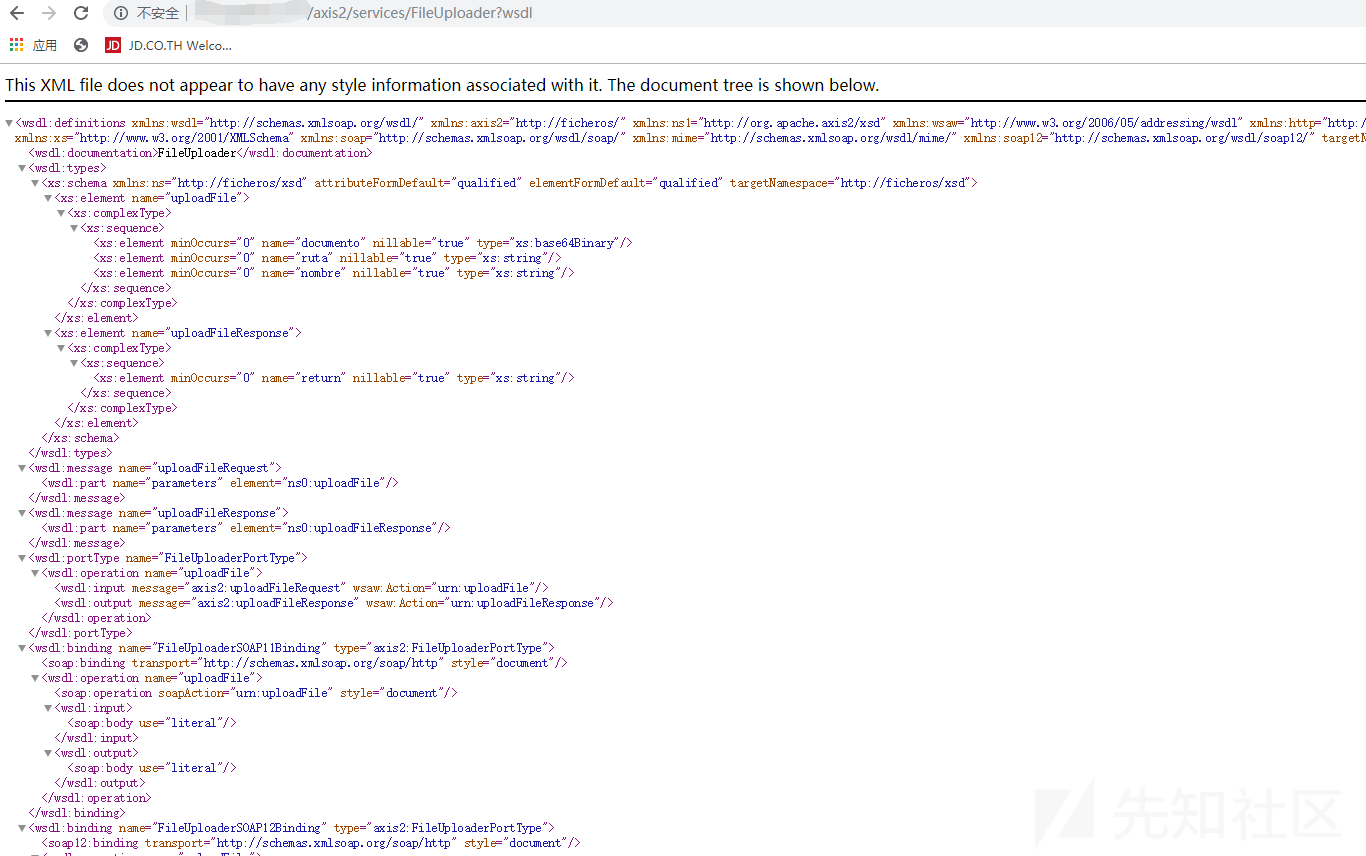 不安全 /axis2/services/FileUploader?wsdl
应用 JD JD.CO.TH Welco...
This XML file does not appear to have any style information associated with it. The document tree is shown below.
▼<wsdl:definitions xmlns:wsdl="http://schemas.xmlsoap.org/wsdl/" xmlns:axis2="http://ficheros/" xmlns:ns1="http://org.apache.axis2/xsd" xmlns:wsaw="http://www.w3.org/2006/05/addressing/wsdl" xmlns:http="http://
xmlns:xs="http://www.w3.org/2001/XMLSchema" xmlns:soap="http://schemas.xmlsoap.org/wsdl/soap/" xmlns:mime="http://schemas.xmlsoap.org/wsdl/mime/" xmlns:soap12="http://schemas.xmlsoap.org/wsdl/soap12/" targetN
<wsdl:documentation>FileUploader</wsdl:documentation>
▼<wsdl:types>
▼<xs:schema xmlns:ns="http://ficheros/xsd" attributeFormDefault="qualified" elementFormDefault="qualified" targetNamespace="http://ficheros/xsd">
▼<xs:element name="uploadFile">
▼<xs:complexType>
▼<xs:sequence>
<xs:element minOccurs="0" name="documento" nillable="true" type="xs:base64Binary"/>
<xs:element minOccurs="0" name="ruta" nillable="true" type="xs:string"/>
<xs:element minOccurs="0" name="nombre" nillable="true" type="xs:string"/>
</xs:sequence>
</xs:complexType>
</xs:element>
▼<xs:element name="uploadFileResponse">
▼<xs:complexType>
▼<xs:sequence>
<xs:element minOccurs="0" name="return" nillable="true" type="xs:string"/>
</xs:sequence>
</xs:complexType>
</xs:element>
</xs:schema>
</wsdl:types>
▼<wsdl:message name="uploadFileRequest">
<wsdl:part name="parameters" element="ns0:uploadFile"/>
</wsdl:message>
▼<wsdl:message name="uploadFileResponse">
<wsdl:part name="parameters" element="ns0:uploadFileResponse"/>
</wsdl:message>
▼<wsdl:portType name="FileUploaderPortType">
▼<wsdl:operation name="uploadFile">
<wsdl:input message="axis2:uploadFileRequest" wsaw:Action="urn:uploadFile"/>
<wsdl:output message="axis2:uploadFileResponse" wsaw:Action="urn:uploadFileResponse"/>
</wsdl:operation>
</wsdl:portType>
▼<wsdl:binding name="FileUploaderSOAP11Binding" type="axis2:FileUploaderPortType">
<soap:binding transport="http://schemas.xmlsoap.org/soap/http" style="document"/>
▼<wsdl:operation name="uploadFile">
<soap:operation soapAction="urn:uploadFile" style="document"/>
▼<wsdl:input>
<soap:body use="literal"/>
</wsdl:input>
▼<wsdl:output>
<soap:body use="literal"/>
</wsdl:output>
</wsdl:operation>
</wsdl:binding>
▼<wsdl:binding name="FileUploaderSOAP12Binding" type="axis2:FileUploaderPortType">
<soap12:binding transport="http://schemas.xmlsoap.org/soap/http" style="document"/>
先知社区